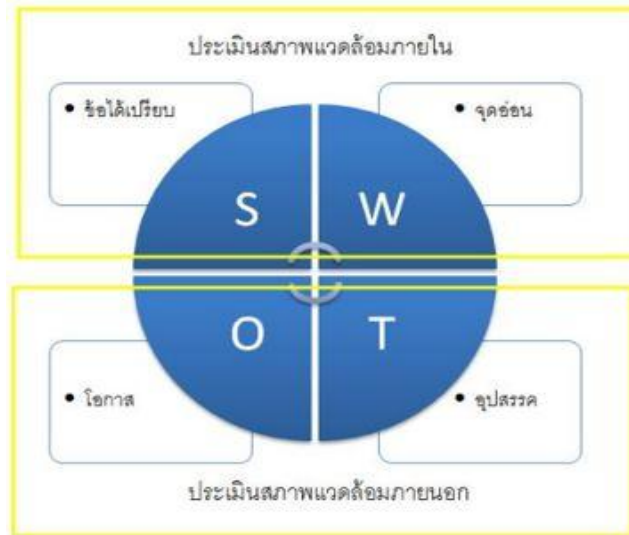 ประเมินสภาพแวดล้อมภายใน
• ข้อได้เปรียบ
• จุดอ่อน
S W
O T
• โอกาส
• อุปสรรค
ประเมินสภาพแวดล้อมภายนอก